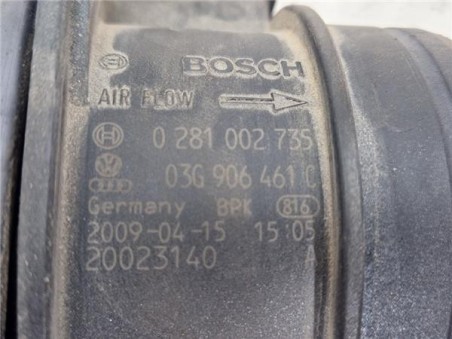 BOSCH
AIR FLOW
0 281 002 735
03G 906 461 C
Germany BPK 816
2009-04-15 15:05
20023140 A